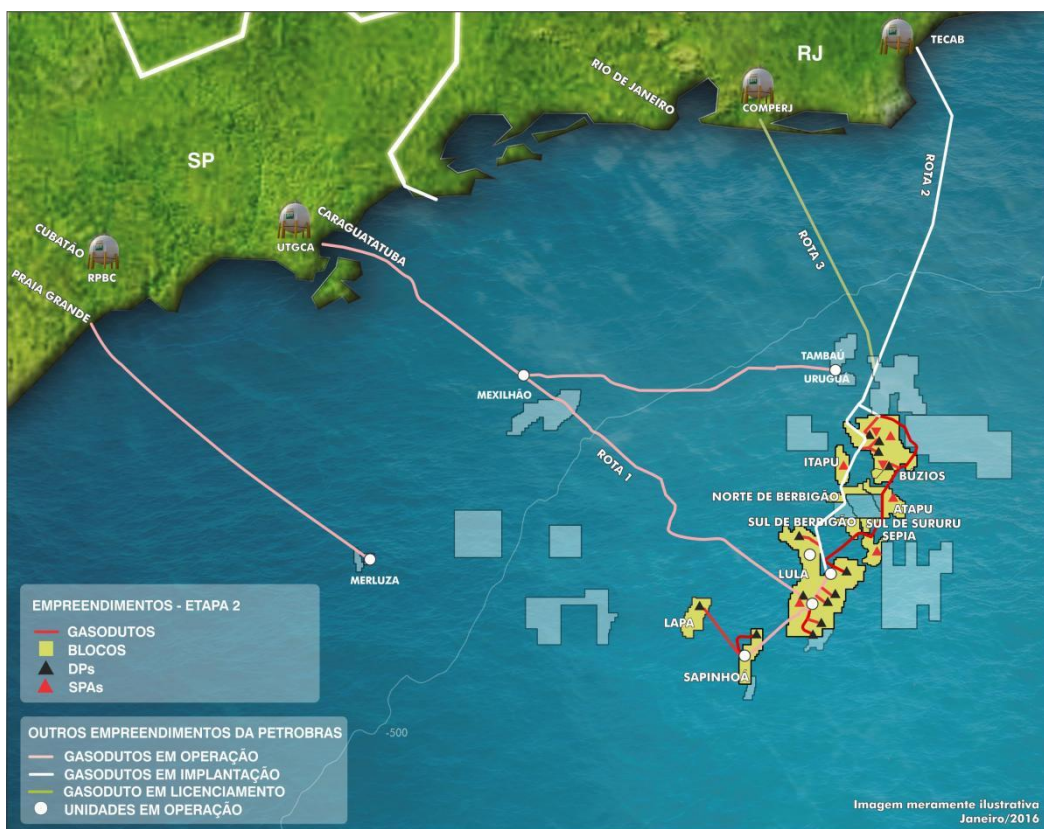 RJ
TECAB
RIO DE JANEIRO
COMPERJ
SP
ROTA 2
CARAGUATATUBA
UTGCA
CUBATÃO
RPBC
ROTA 3
PRAIA GRANDE
TAMBAÚ
URUGUÁ
MEXILHÃO
ROTA 1
ITAPU
BÚZIOS
NORTE DE BERBIGÃO
ATAPU
SUL DE BERBIGÃO
SUL DE SURURU
SEPIA
MERLUZA
LULA
LAPA
SAPINHOÁ
-500
EMPREENDIMENTOS - ETAPA 2
GASODUTOS
BLOCOS
DPs
SPAs
OUTROS EMPREENDIMENTOS DA PETROBRAS
GASODUTOS EM OPERAÇÃO
GASODUTOS EM IMPLANTAÇÃO
GASODUTO EM LICENCIAMENTO
UNIDADES EM OPERAÇÃO
Imagem meramente ilustrativa
Janeiro/2016